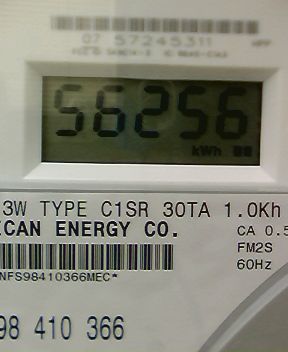 07 57245311
56256
kWh
3W TYPE C1SR 30TA 1.0Kh
ICAN ENERGY CO.
CA 0.5
FM2S
60Hz
NFS98410366MEC*
98 410 366